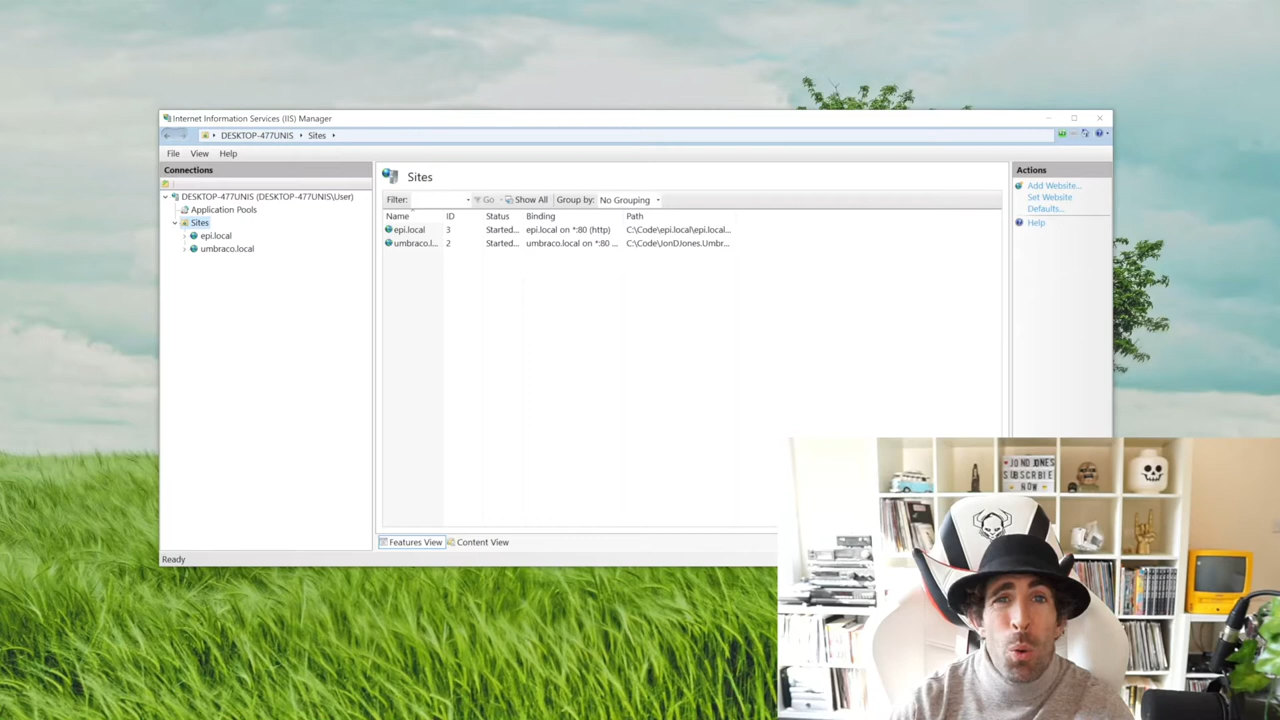 Internet Information Services (IIS) Manager
DESKTOP-477UNIS Sites
File View Help
Connections
DESKTOP-477UNIS (DESKTOP-477UNIS\User)
Application Pools
Sites
epi.local
umbraco.local
Sites
Filter: Go Show All Group by: No Grouping
Name ID Status Binding Path
epi.local 3 Started... epi.local on *:80 (http) C:\Code\epi.local\epi.local...
umbraco.l... 2 Started... umbraco.local on *:80 ... C:\Code\JonDJones.Umbr...
Features View Content View
Actions
Add Website...
Set Website
Defaults...
Help
Ready
JON D JONES
SUBSCRBIE
NOW